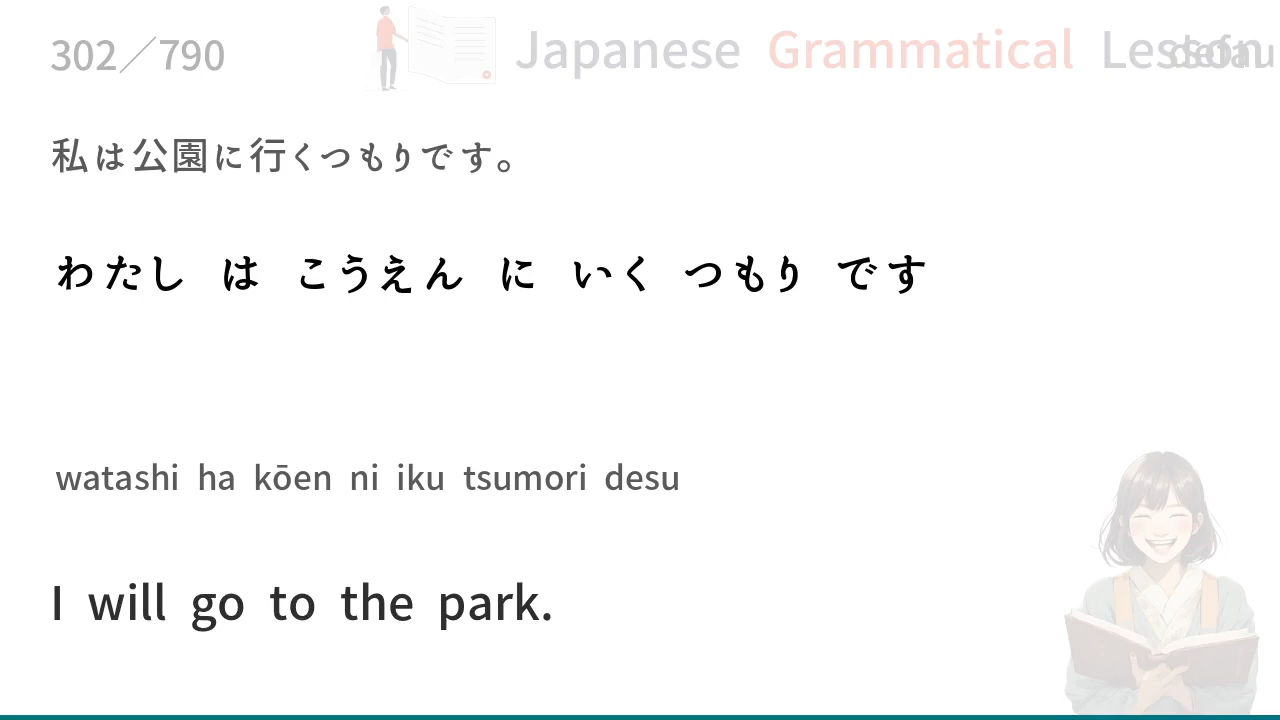 302／790
Japanese Grammatical Lesson
私は公園に行くつもりです。
わたし は こうえん に いく つもり です
watashi ha kōen ni iku tsumori desu
I will go to the park.